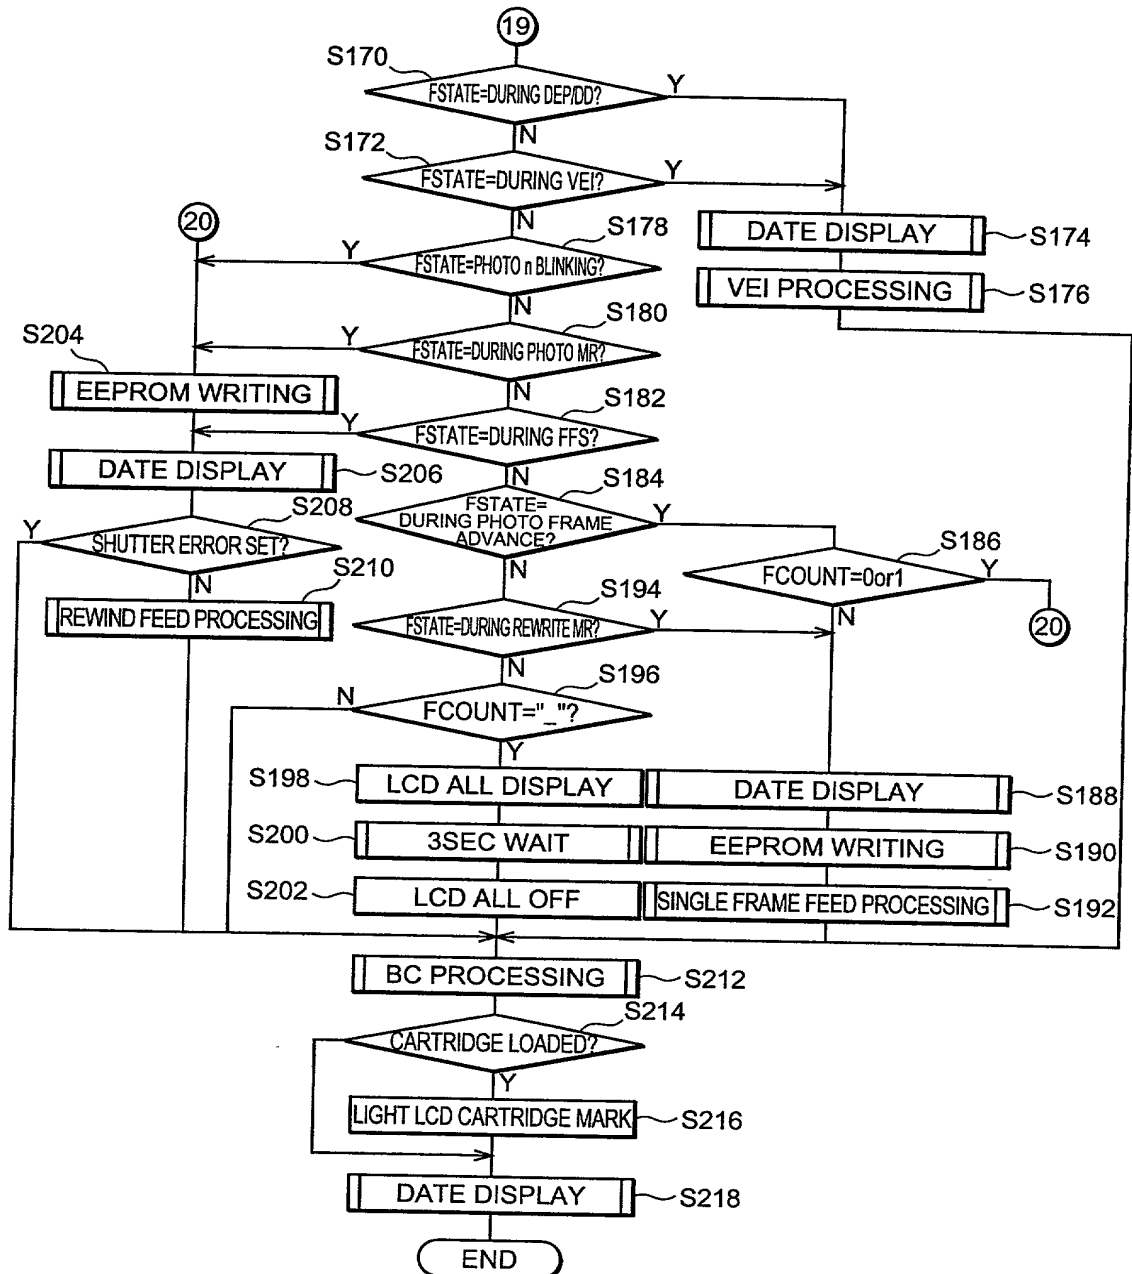 19
S170
FSTATE=DURING DEP/DD?
Y
N
S172
FSTATE=DURING VEI?
Y
N
20
S178
Y
FSTATE=PHOTO n BLINKING?
N
DATE DISPLAY
S174
VEI PROCESSING
S176
S180
Y
FSTATE=DURING PHOTO MR?
N
S204
EEPROM WRITING
S182
Y
FSTATE=DURING FFS?
N
DATE DISPLAY
S206
S184
FSTATE=
DURING PHOTO FRAME
ADVANCE?
Y
N
S208
Y
SHUTTER ERROR SET?
N
S186
FCOUNT=0or1
Y
N
20
S210
REWIND FEED PROCESSING
S194
FSTATE=DURING REWRITE MR?
Y
N
S196
N
FCOUNT="_"?
Y
S198
LCD ALL DISPLAY
DATE DISPLAY
S188
S200
3SEC WAIT
EEPROM WRITING
S190
S202
LCD ALL OFF
SINGLE FRAME FEED PROCESSING
S192
BC PROCESSING
S212
S214
CARTRIDGE LOADED?
Y
LIGHT LCD CARTRIDGE MARK
S216
DATE DISPLAY
S218
END